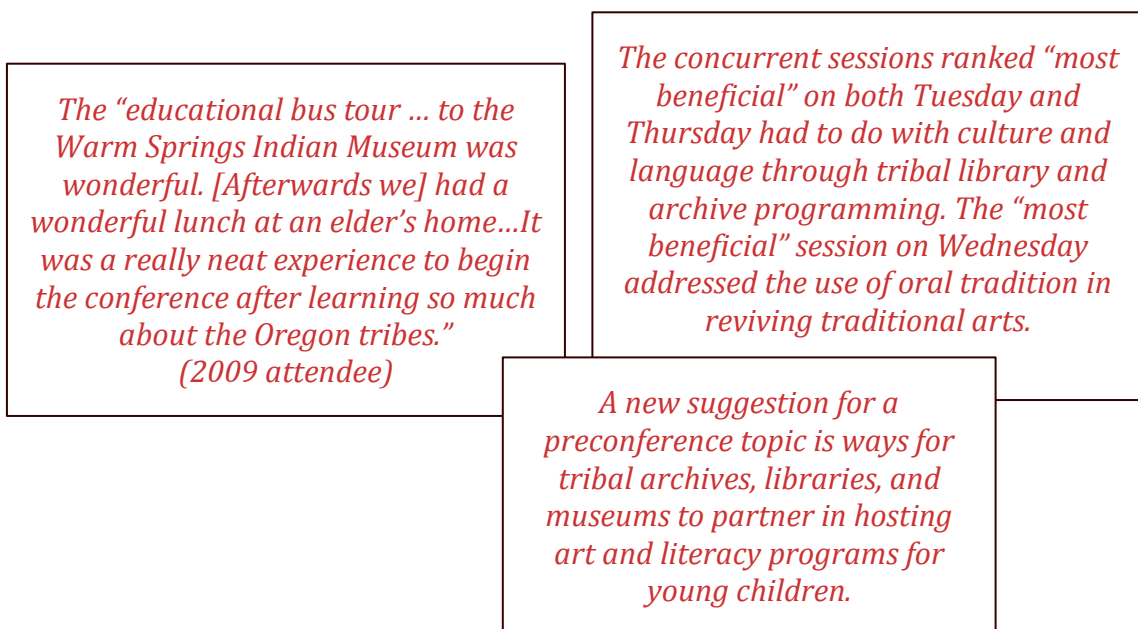 The “educational bus tour … to the
Warm Springs Indian Museum was
wonderful. [Afterwards we] had a
wonderful lunch at an elder’s home…It
was a really neat experience to begin
the conference after learning so much
about the Oregon tribes.”
(2009 attendee)
The concurrent sessions ranked “most
beneficial” on both Tuesday and
Thursday had to do with culture and
language through tribal library and
archive programming. The “most
beneficial” session on Wednesday
addressed the use of oral tradition in
reviving traditional arts.
A new suggestion for a
preconference topic is ways for
tribal archives, libraries, and
museums to partner in hosting
art and literacy programs for
young children.